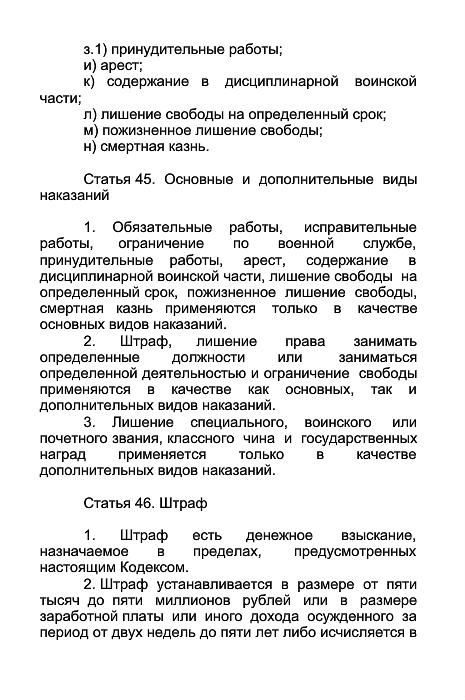 з.1) принудительные работы;
и) арест;
к) содержание в дисциплинарной воинской
части;
л) лишение свободы на определенный срок;
м) пожизненное лишение свободы;
н) смертная казнь.
Статья 45. Основные и дополнительные виды
наказаний
1. Обязательные работы, исправительные
работы, ограничение по военной службе,
принудительные работы, арест, содержание в
дисциплинарной воинской части, лишение свободы на
определенный срок, пожизненное лишение свободы,
смертная казнь применяются только в качестве
основных видов наказаний.
2. Штраф, лишение права занимать
определенные должности или заниматься
определенной деятельностью и ограничение свободы
применяются в качестве как основных, так и
дополнительных видов наказаний.
3. Лишение специального, воинского или
почетного звания, классного чина и государственных
наград применяется только в качестве
дополнительных видов наказаний.
Статья 46. Штраф
1. Штраф есть денежное взыскание,
назначаемое в пределах, предусмотренных
настоящим Кодексом.
2. Штраф устанавливается в размере от пяти
тысяч до пяти миллионов рублей или в размере
заработной платы или иного дохода осужденного за
период от двух недель до пяти лет либо исчисляется в